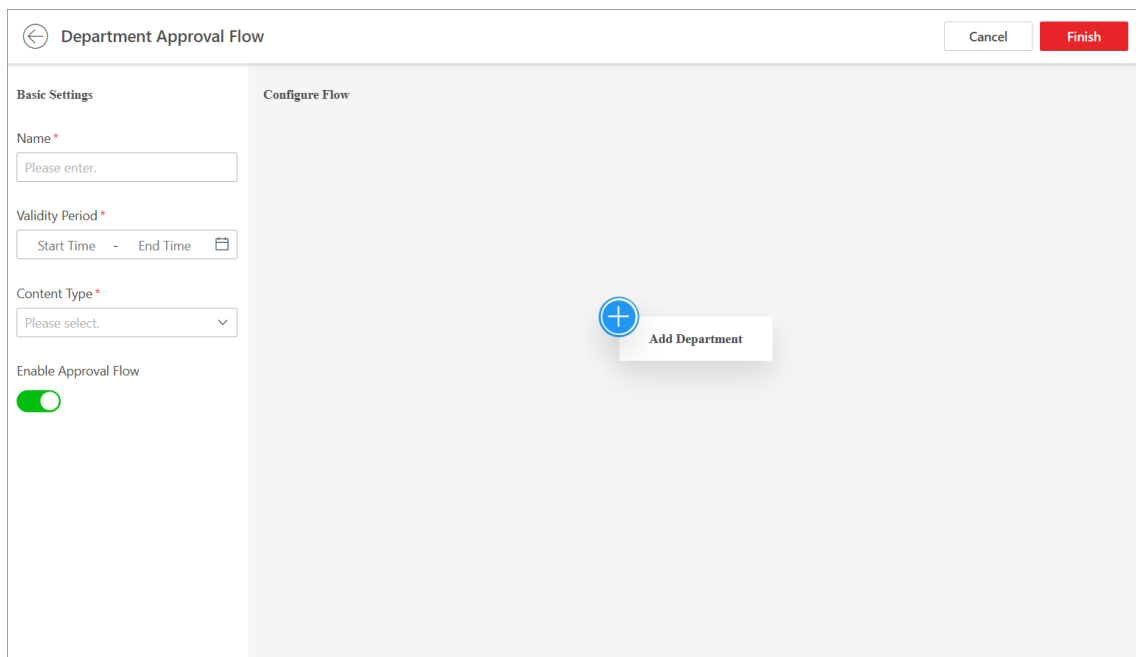 Department Approval Flow
Cancel
Finish
Basic Settings
Configure Flow
Name *
Please enter.
Validity Period *
Start Time - End Time
Content Type *
Please select.
Enable Approval Flow
Add Department